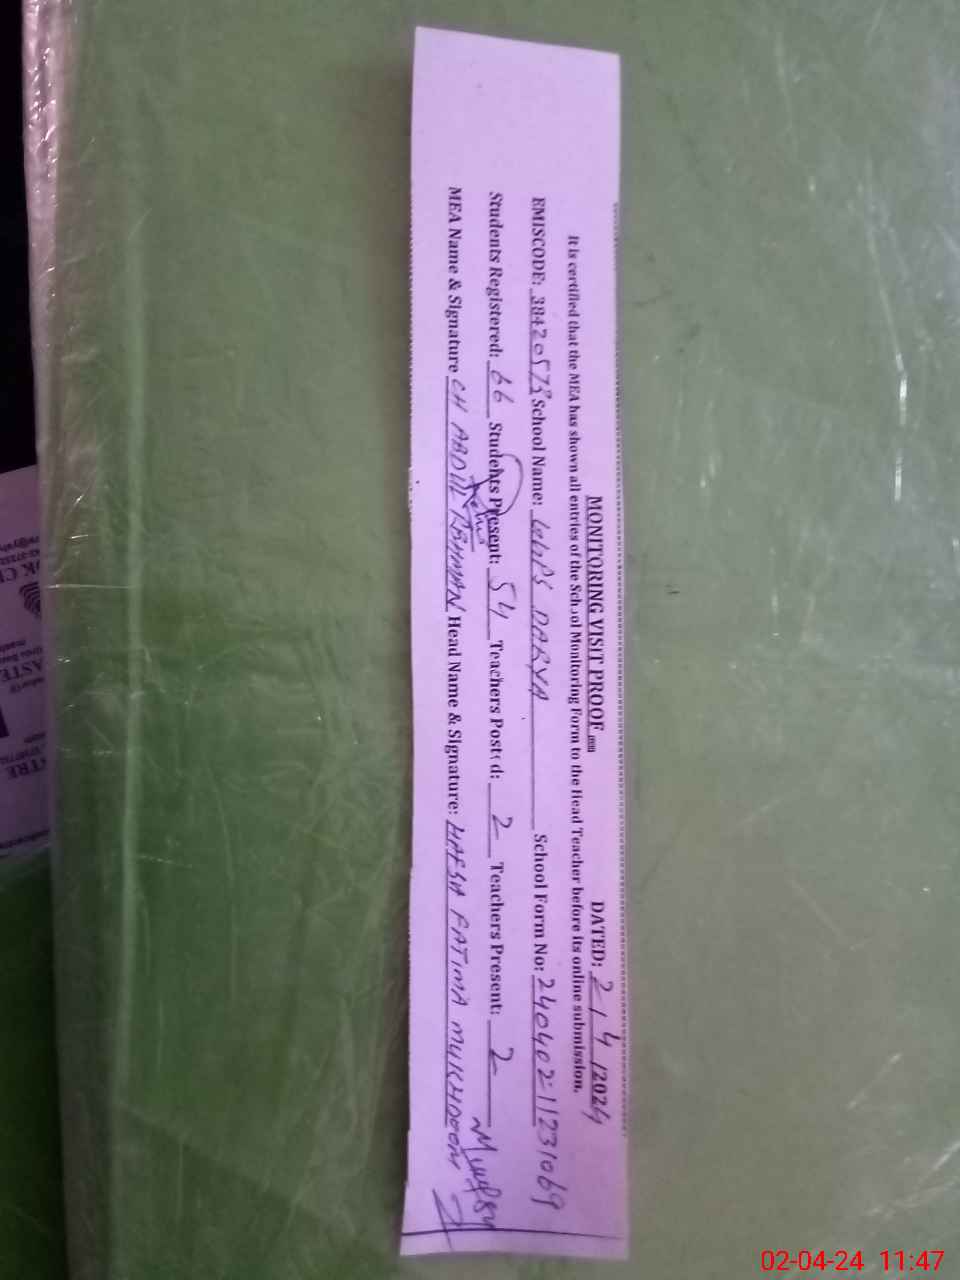 MONITORING VISIT PROOF DATED: 2/4/2024
It is certified that the MEA has shown all entries of the School Monitoring Form to the Head Teacher before its online submission.
EMISCODE: 38420578 School Name: GGPS DARYA School Form No: 240402-11231069
Students Registered: 66 Students Present: 54 Teachers Posted: 2 Teachers Present: 2
MEA Name & Signature CH ABDUL REHMAN Head Name & Signature: HAFSA FATIMA MUKHDOOM
02-04-24 11:47